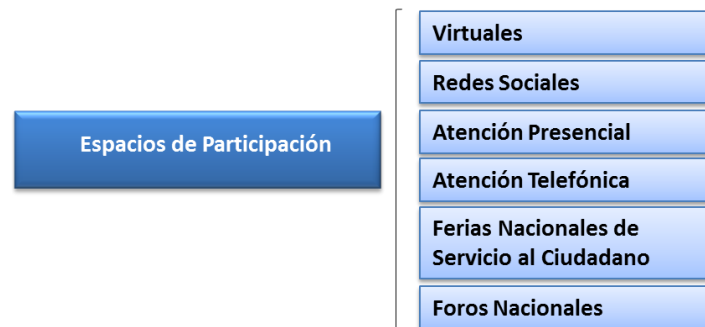 Espacios de Participación
Virtuales
Redes Sociales
Atención Presencial
Atención Telefónica
Ferias Nacionales de
Servicio al Ciudadano
Foros Nacionales